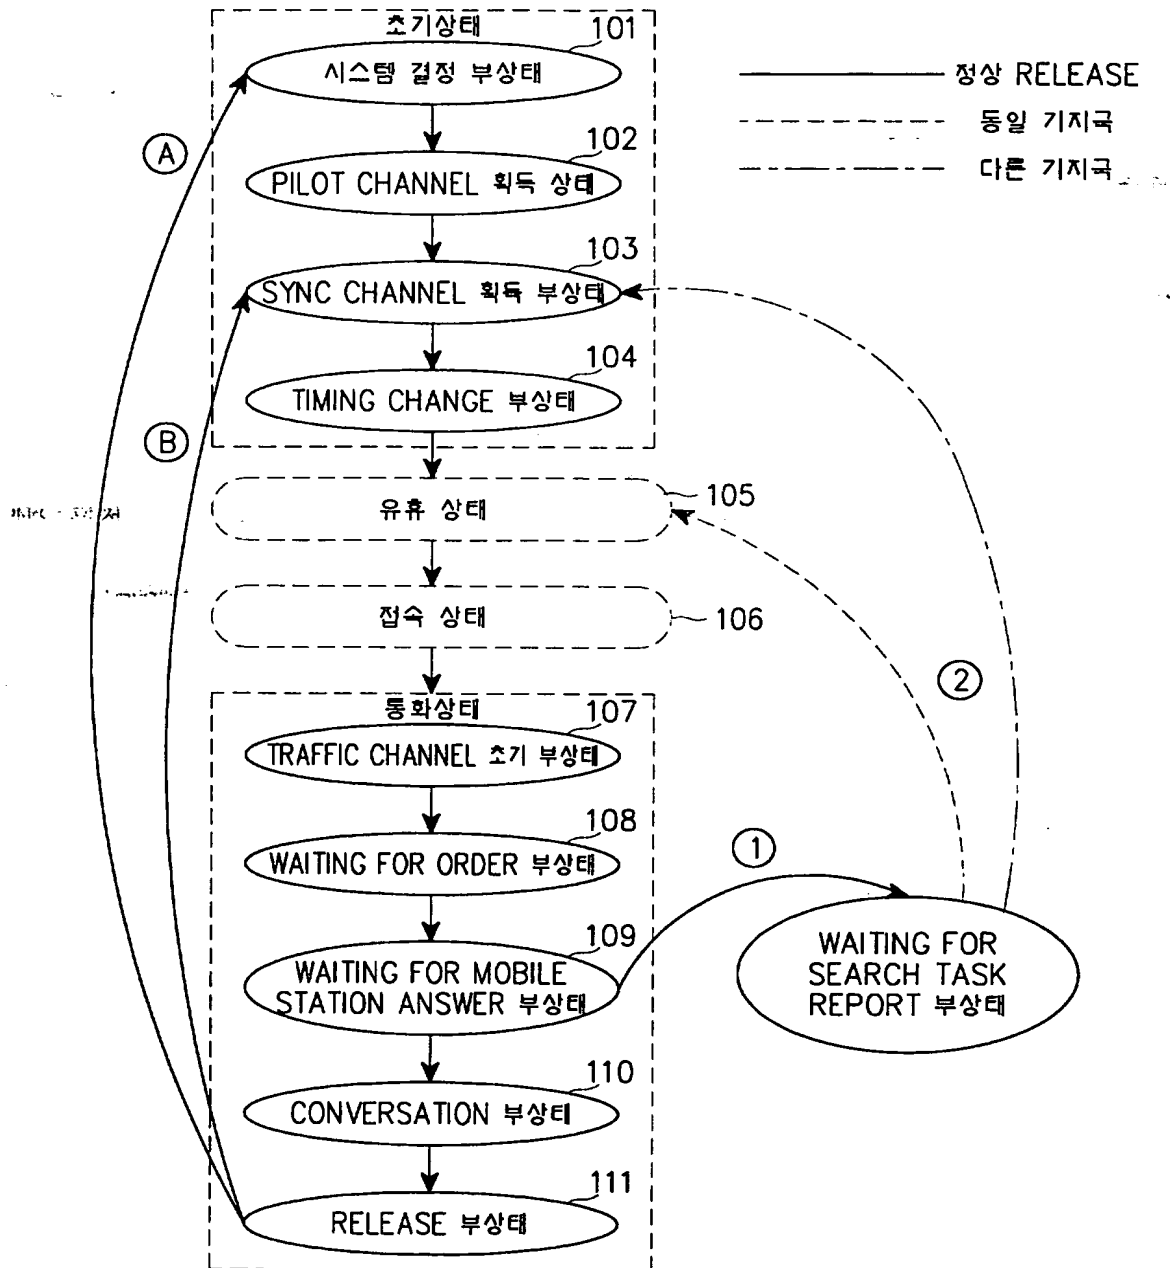 초기상태
101
시스템 결정 부상태
정상 RELEASE
동일 기지국
다른 기지국
A
102
PILOT CHANNEL 획득 상태
103
SYNC CHANNEL 획득 부상태
104
TIMING CHANGE 부상태
B
105
유휴 상태
106
접속 상태
2
통화상태
107
TRAFFIC CHANNEL 초기 부상태
108
WAITING FOR ORDER 부상태
1
109
WAITING FOR MOBILE
STATION ANSWER 부상태
WAITING FOR
SEARCH TASK
REPORT 부상태
110
CONVERSATION 부상태
111
RELEASE 부상태